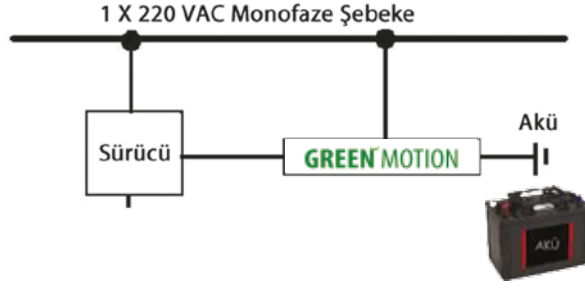 1 X 220 VAC Monofaze Şebeke
Sürücü
GREEN MOTION
Akü
AKÜ